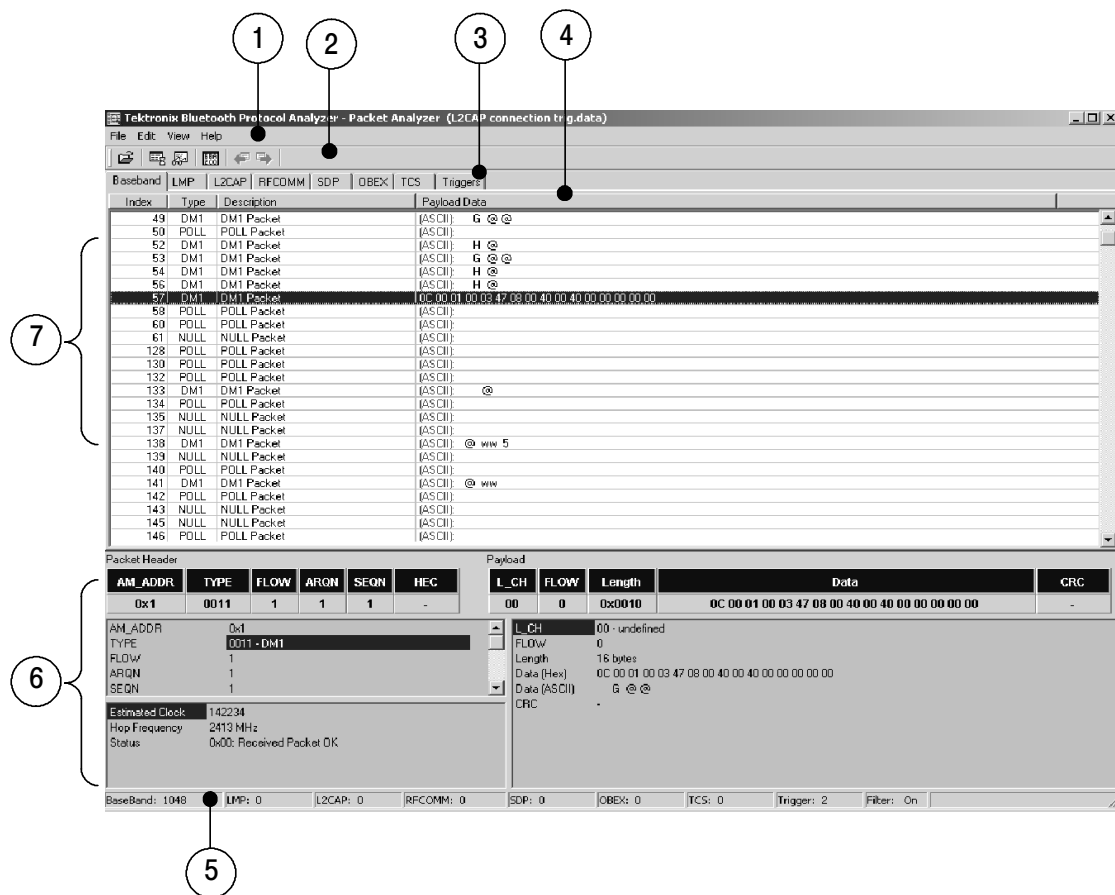 1
2
3
4
Tektronix Bluetooth Protocol Analyzer - Packet Analyzer (L2CAP connection trig.data)
File Edit View Help
Baseband LMP L2CAP RFCOMM SDP OBEX TCS Triggers
Index Type Description Payload Data
49 DM1 DM1 Packet (ASCII): G @ @
50 POLL POLL Packet (ASCII):
52 DM1 DM1 Packet (ASCII): H @
53 DM1 DM1 Packet (ASCII): G @ @
54 DM1 DM1 Packet (ASCII): H @
56 DM1 DM1 Packet (ASCII): H @
57 DM1 DM1 Packet 0C 00 01 00 03 47 08 00 40 00 40 00 00 00 00 00
58 POLL POLL Packet (ASCII):
60 POLL POLL Packet (ASCII):
61 NULL NULL Packet (ASCII):
7
128 POLL POLL Packet (ASCII):
130 POLL POLL Packet (ASCII):
132 POLL POLL Packet (ASCII):
133 DM1 DM1 Packet (ASCII): @
134 POLL POLL Packet (ASCII):
135 NULL NULL Packet (ASCII):
137 NULL NULL Packet (ASCII):
138 DM1 DM1 Packet (ASCII): @ ww 5
139 NULL NULL Packet (ASCII):
140 POLL POLL Packet (ASCII):
141 DM1 DM1 Packet (ASCII): @ ww
142 POLL POLL Packet (ASCII):
143 NULL NULL Packet (ASCII):
145 NULL NULL Packet (ASCII):
146 POLL POLL Packet (ASCII):
Packet Header Payload
AM_ADDR TYPE FLOW ARQN SEQN HEC L_CH FLOW Length Data CRC
0x1 0011 1 1 1 - 00 0 0x0010 0C 00 01 00 03 47 08 00 40 00 40 00 00 00 00 00 -
AM_ADDR 0x1
TYPE 0011 - DM1
FLOW 1
ARQN 1
SEQN 1
L_CH 00 - undefined
FLOW 0
Length 16 bytes
Data (Hex) 0C 00 01 00 03 47 08 00 40 00 40 00 00 00 00 00
Data (ASCII) G @ @
CRC -
6
Estimated Clock 142234
Hop Frequency 2413 MHz
Status 0x00: Received Packet OK
BaseBand: 1048 LMP: 0 L2CAP: 0 RFCOMM: 0 SDP: 0 OBEX: 0 TCS: 0 Trigger: 2 Filter: On
5